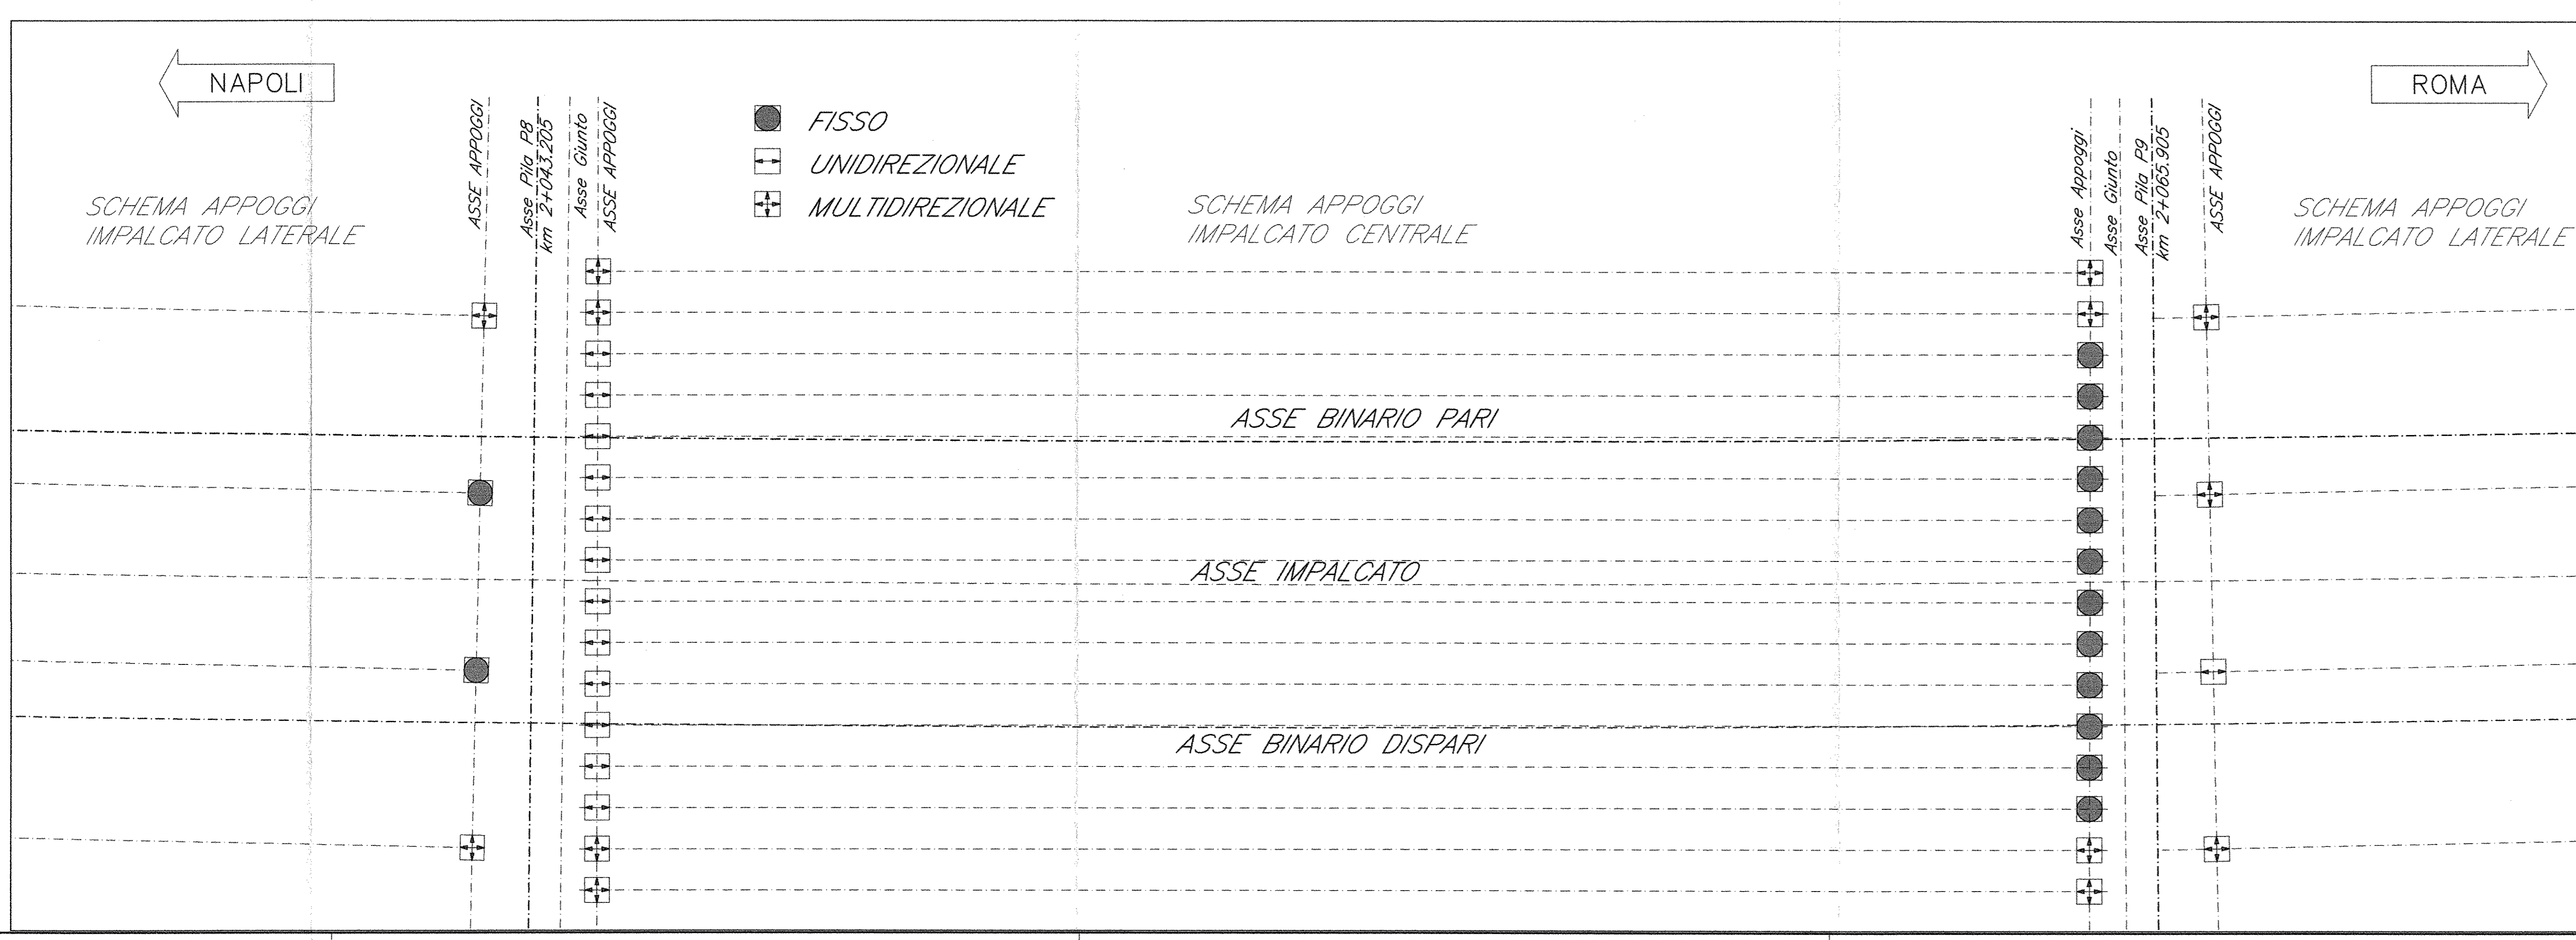 NAPOLI
ROMA
ASSE APPOGGI
Asse Pila P8
km 2+043.205
Asse Giunto
ASSE APPOGGI
FISSO
UNIDIREZIONALE
MULTIDIREZIONALE
SCHEMA APPOGGI
IMPALCATO LATERALE
SCHEMA APPOGGI
IMPALCATO CENTRALE
Asse Appoggi
Asse Giunto
Asse Pila P9
km 2+065.905
ASSE APPOGGI
SCHEMA APPOGGI
IMPALCATO LATERALE
ASSE BINARIO PARI
ASSE IMPALCATO
ASSE BINARIO DISPARI